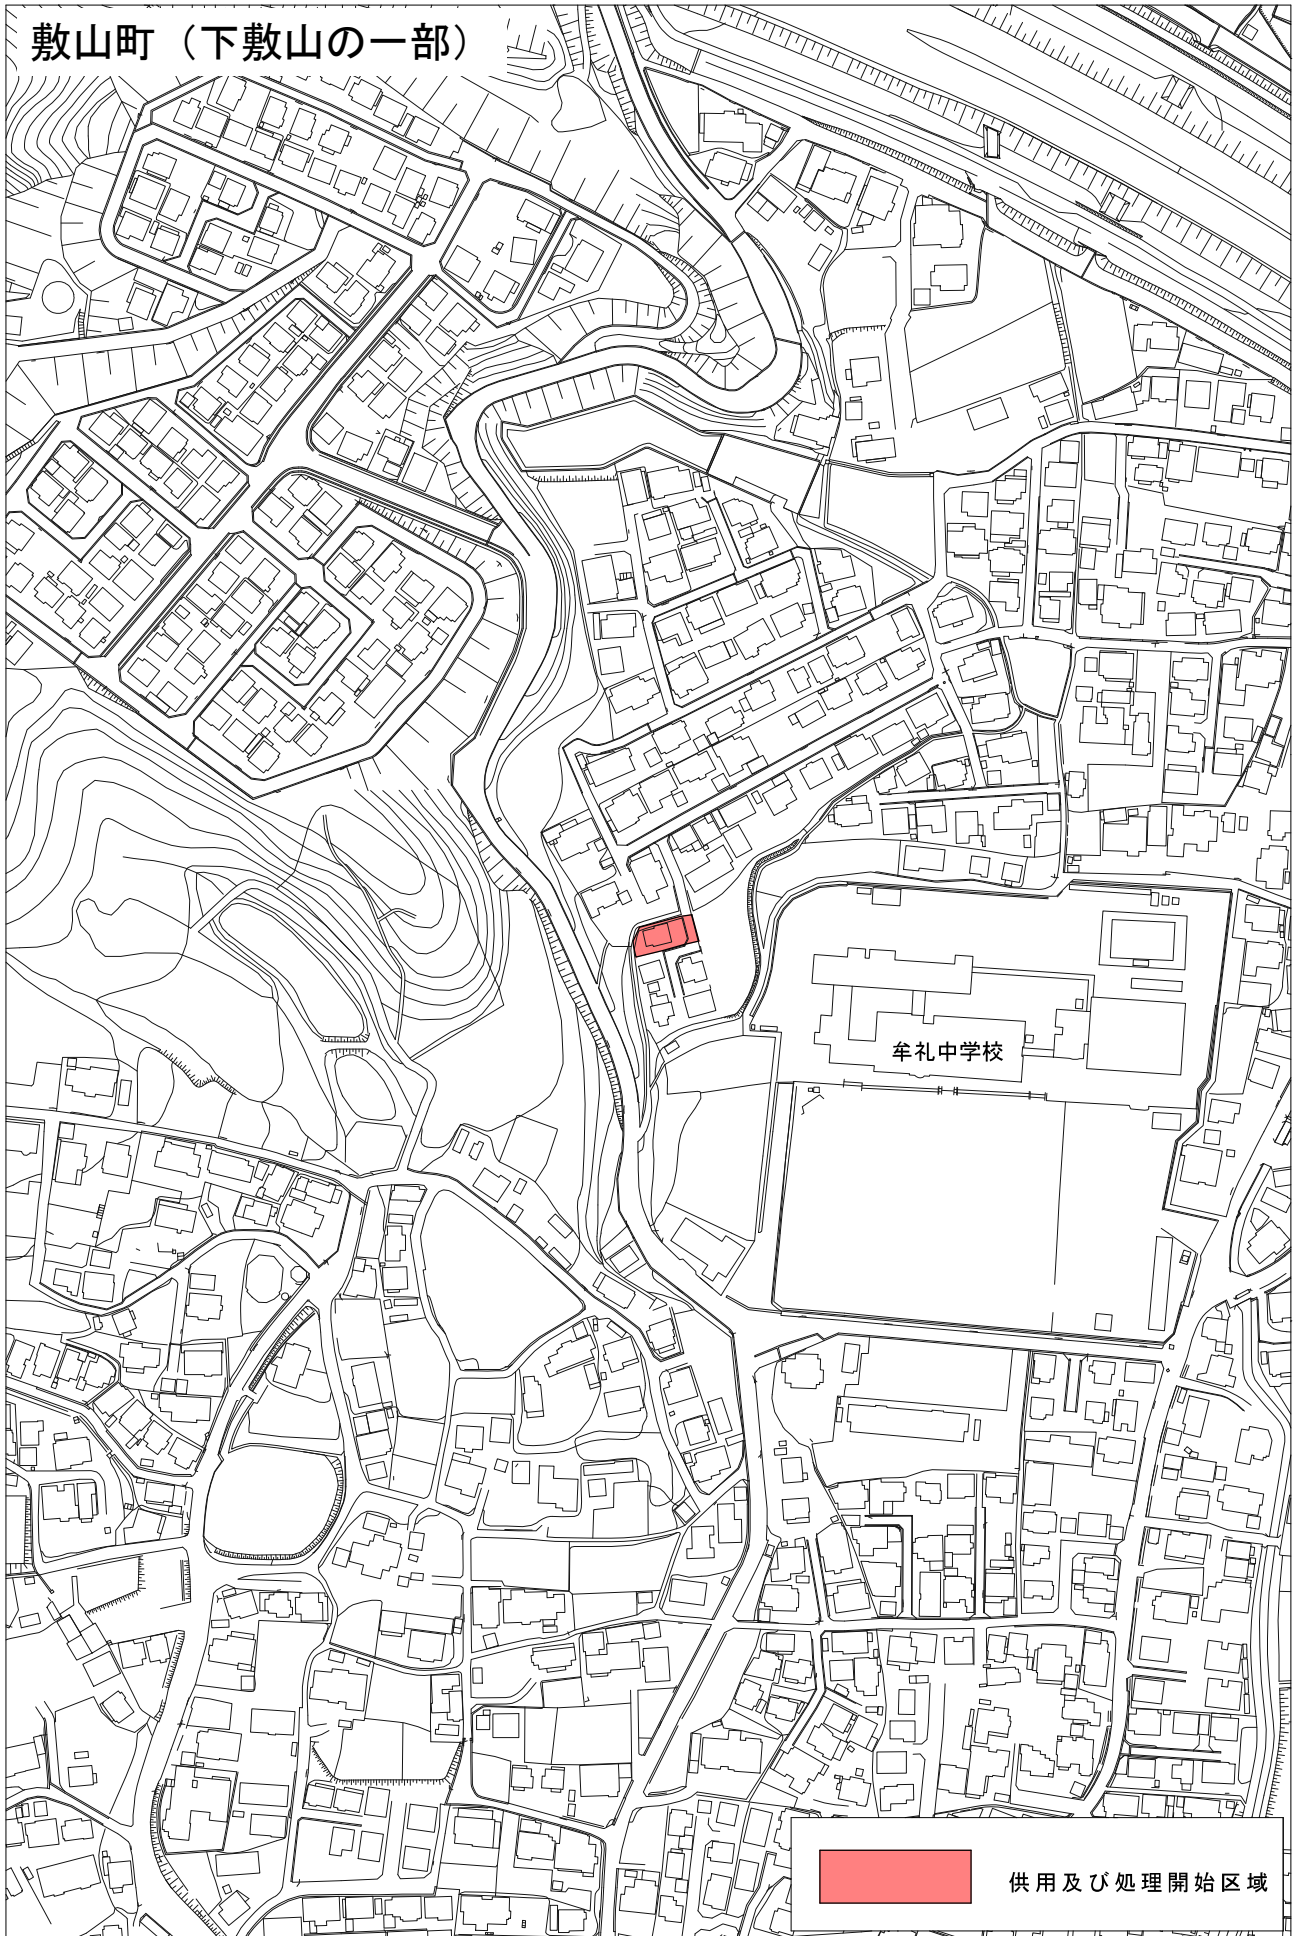 敷山町（下敷山の一部）
牟礼中学校
供用及び処理開始区域